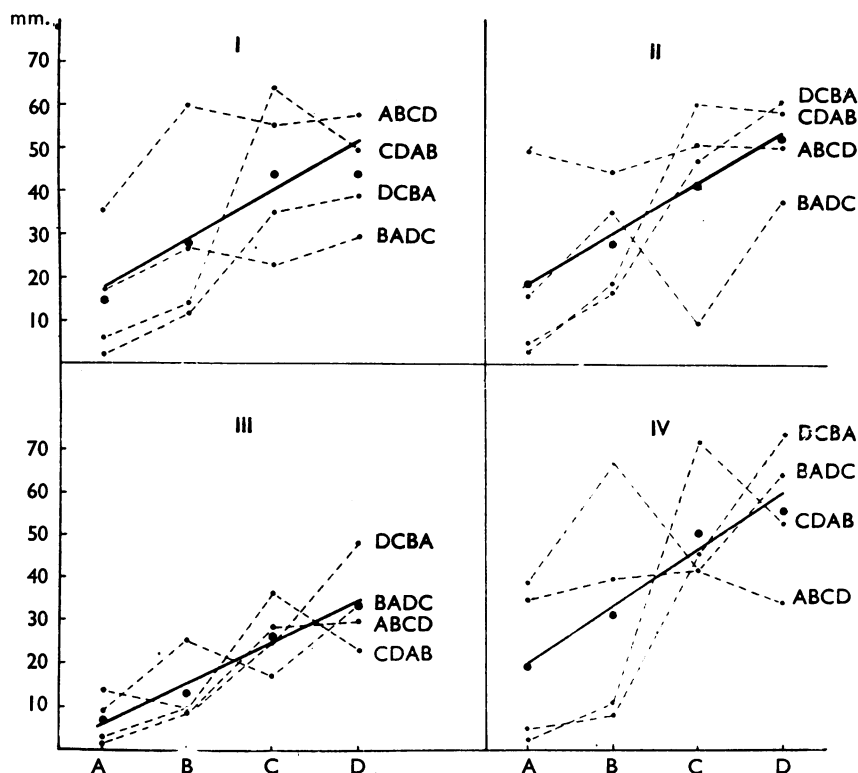 mm.
I
II
70
60
50
40
30
20
10
ABCD
CDAB
DCBA
BADC
DCBA
CDAB
ABCD
BADC
III
IV
70
60
50
40
30
20
10
DCBA
BADC
ABCD
CDAB
DCBA
BADC
CDAB
ABCD
A B C D A B C D